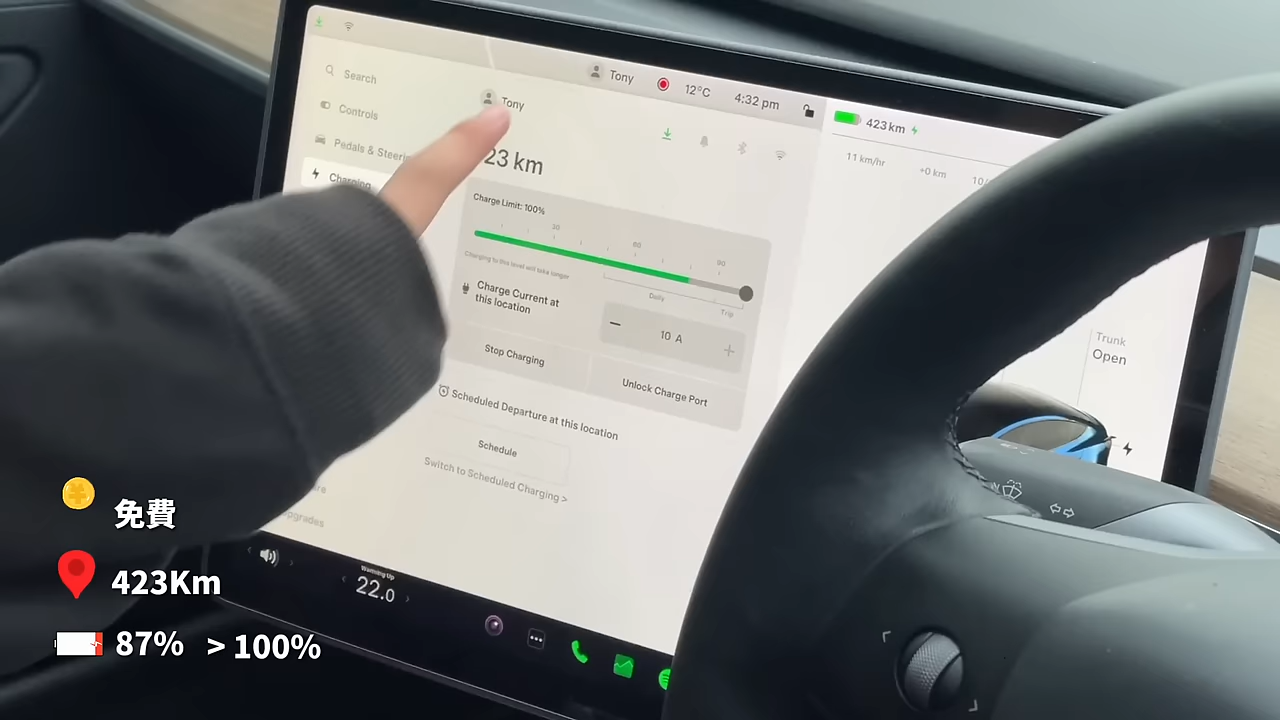 Tony
12°C
4:32 pm
423 km
11 km/hr
+0 km
Search
Controls
Tony
Pedals & Steering
Charging
23 km
Charge Limit: 100%
30
60
90
Charging to this level will take longer
Daily
Trip
Charge Current at
this location
10 A
Stop Charging
Unlock Charge Port
Scheduled Departure at this location
Schedule
Switch to Scheduled Charging >
Trunk
Open
Warming Up
22.0
免費
423Km
87% > 100%